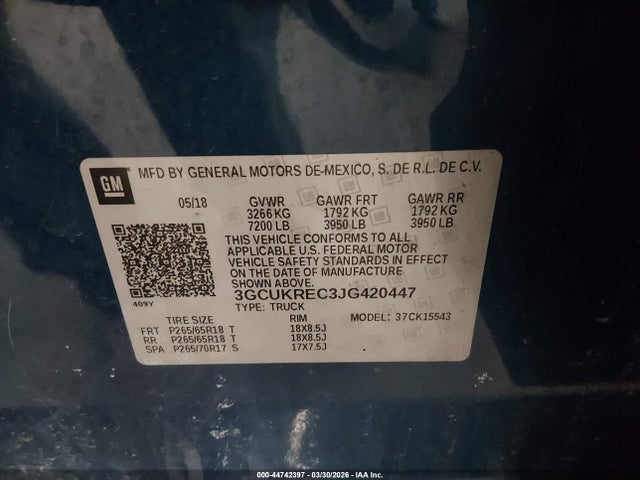 GM
MFD BY GENERAL MOTORS DE-MEXICO, S. DE R.L. DE C.V.
05/18 GVWR GAWR FRT GAWR RR
3266 KG 1792 KG 1792 KG
7200 LB 3950 LB 3950 LB
THIS VEHICLE CONFORMS TO ALL
APPLICABLE U.S. FEDERAL MOTOR
VEHICLE SAFETY STANDARDS IN EFFECT
ON THE DATE OF MANUFACTURE
SHOWN ABOVE.
409Y
3GCUKREC3JG420447
TYPE: TRUCK
TIRE SIZE RIM MODEL: 37CK15543
FRT P265/65R18 T 18X8.5J
RR P265/65R18 T 18X8.5J
SPA P265/70R17 S 17X7.5J
000-44742397 - 03/30/2026 - IAA Inc.